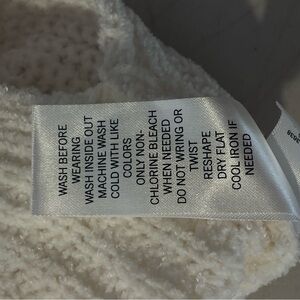 WASH BEFORE
WEARING
WASH INSIDE OUT
MACHINE WASH
COLD WITH LIKE
COLORS
ONLY NON-
CHLORINE BLEACH
WHEN NEEDED
DO NOT WIRING OR
TWIST
RESHAPE
DRY FLAT
COOL IRON IF
NEEDED